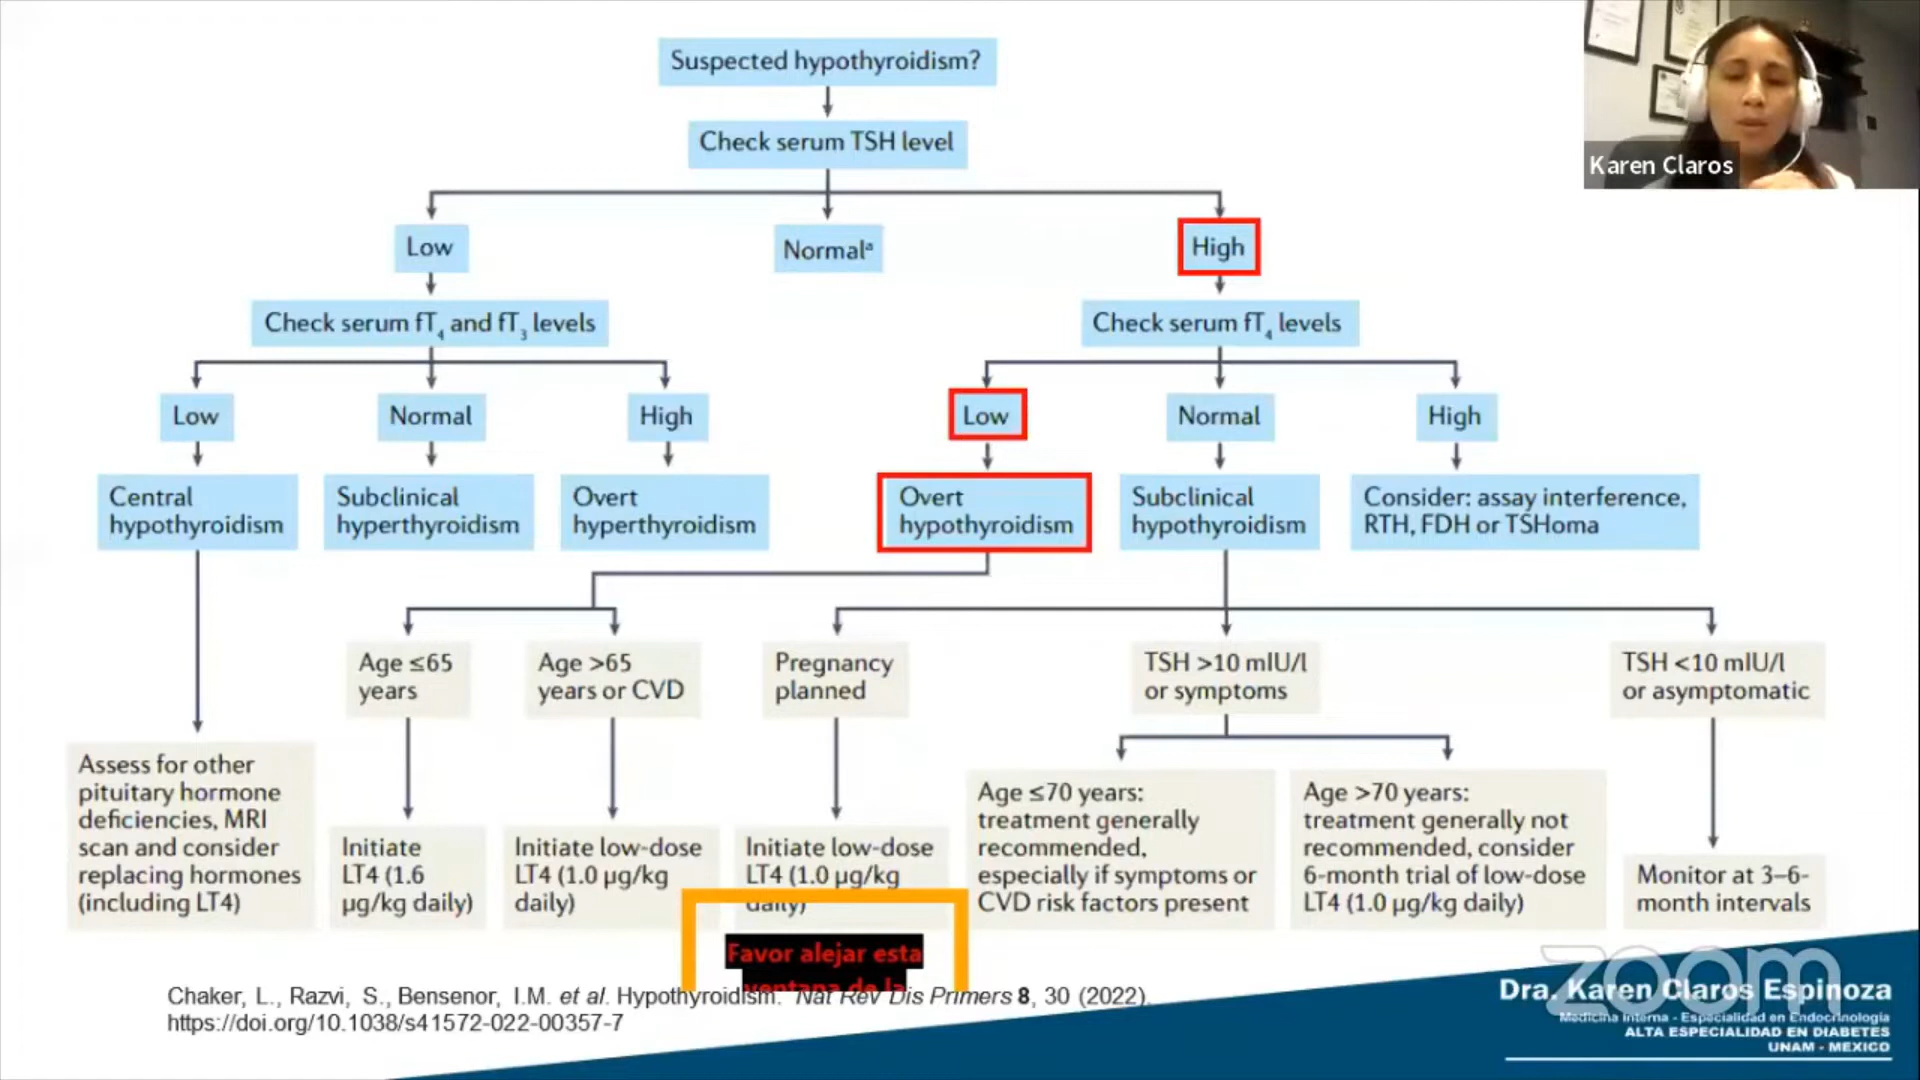 Suspected hypothyroidism?
Check serum TSH level
Karen Claros
Low
Normalᵃ
High
Check serum fT₄ and fT₃ levels
Check serum fT₄ levels
Low
Normal
High
Low
Normal
High
Central
hypothyroidism
Subclinical
hyperthyroidism
Overt
hyperthyroidism
Overt
hypothyroidism
Subclinical
hypothyroidism
Consider: assay interference,
RTH, FDH or TSHoma
Age ≤65
years
Age >65
years or CVD
Pregnancy
planned
TSH >10 mIU/l
or symptoms
TSH <10 mIU/l
or asymptomatic
Assess for other
pituitary hormone
deficiencies, MRI
scan and consider
replacing hormones
(including LT4)
Initiate
LT4 (1.6
µg/kg daily)
Initiate low-dose
LT4 (1.0 µg/kg
daily)
Initiate low-dose
LT4 (1.0 µg/kg
daily)
Age ≤70 years:
treatment generally
recommended,
especially if symptoms or
CVD risk factors present
Age >70 years:
treatment generally not
recommended, consider
6-month trial of low-dose
LT4 (1.0 µg/kg daily)
Monitor at 3–6-
month intervals
Favor alejar esta
ventana de la
Chaker, L., Razvi, S., Bensenor, I.M. et al. Hypothyroidism. Nat Rev Dis Primers 8, 30 (2022).
https://doi.org/10.1038/s41572-022-00357-7
zoom
Dra. Karen Claros Espinoza
Medicina Interna - Especialidad en Endocrinología
ALTA ESPECIALIDAD EN DIABETES
UNAM - MEXICO